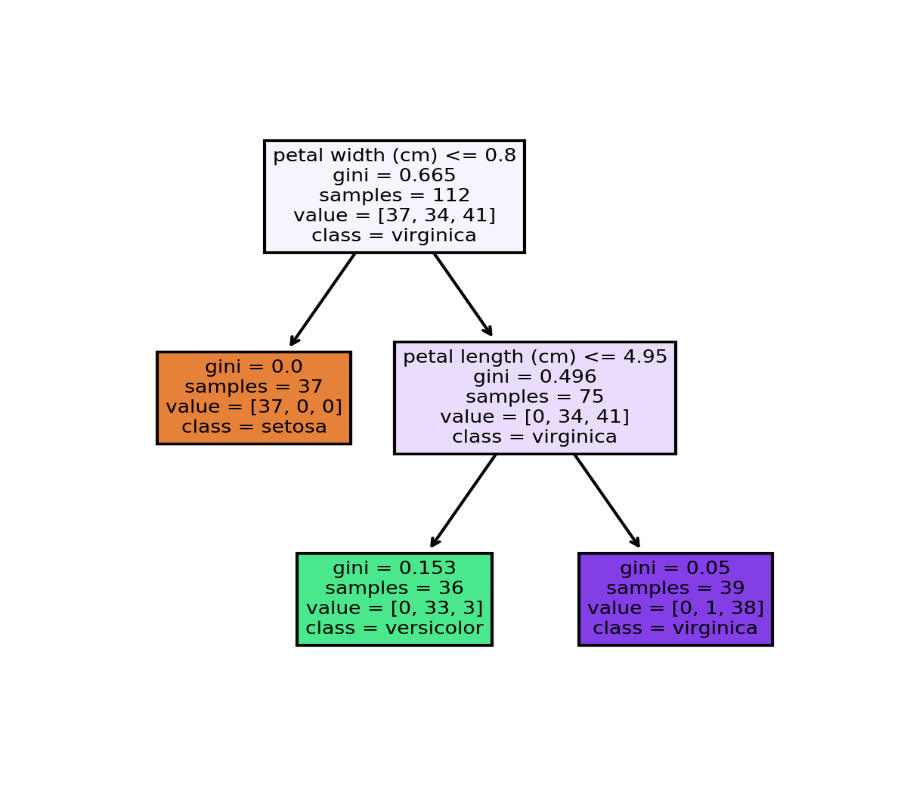 petal width (cm) <= 0.8
gini = 0.665
samples = 112
value = [37, 34, 41]
class = virginica
gini = 0.0
samples = 37
value = [37, 0, 0]
class = setosa
petal length (cm) <= 4.95
gini = 0.496
samples = 75
value = [0, 34, 41]
class = virginica
gini = 0.153
samples = 36
value = [0, 33, 3]
class = versicolor
gini = 0.05
samples = 39
value = [0, 1, 38]
class = virginica